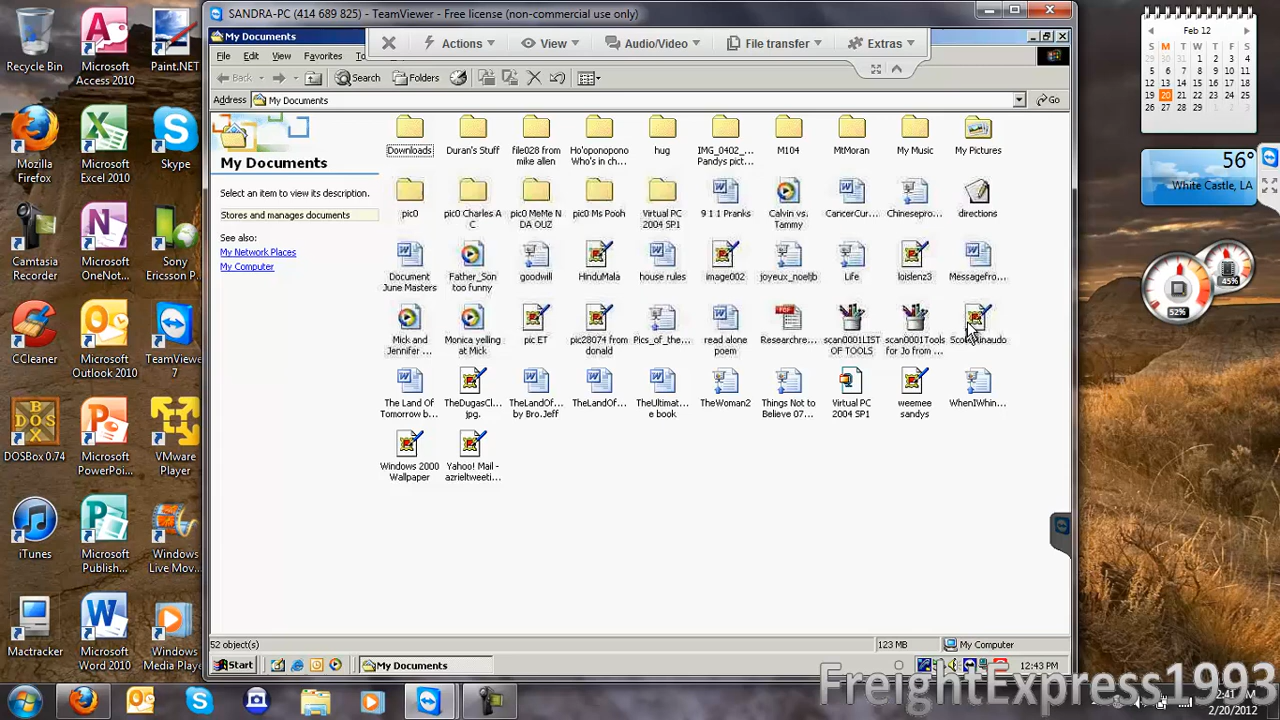 SANDRA-PC (414 689 825) - TeamViewer - Free license (non-commercial use only)
My Documents
Actions
View
Audio/Video
File transfer
Extras
File
Edit
View
Favorites
Back
Search
Folders
Address
My Documents
Go
My Documents
Select an item to view its description.
Stores and manages documents
See also:
My Network Places
My Computer
Downloads
Duran's Stuff
file028 from
mike allen
Ho'oponopono
Who's in ch...
hug
IMG_0402_...
Pandys pict...
M104
MtMoran
My Music
My Pictures
pic0
pic0 Charles A
C
pic0 MeMe N
DA OUZ
pic0 Ms Pooh
Virtual PC
2004 SP1
9 1 1 Pranks
Calvin vs.
Tammy
CancerCur...
Chinesepro...
directions
Document
June Masters
Father_Son
too funny
goodwill
HinduMala
house rules
image002
joyeux_noeljb
Life
loislenz3
Messagefro...
Mick and
Jennifer ...
Monica yelling
at Mick
pic ET
pic28074 from
donald
Pics_of_the...
read alone
poem
Researchre...
scan0001LIST
OF TOOLS
scan0001Tools
for Jo from ...
The Land Of
Tomorrow b...
TheDugasCl...
jpg.
TheLandOf...
by Bro.Jeff
TheLandOf...
TheUltimat...
e book
TheWoman2
Things Not to
Believe 07...
Virtual PC
2004 SP1
weemee
sandys
WhenIWhin...
Windows 2000
Wallpaper
Yahoo! Mail -
azrieltweeti...
52 object(s)
123 MB
My Computer
Start
My Documents
12:43 PM
Recycle Bin
Microsoft
Access 2010
Paint.NET
Mozilla
Firefox
Microsoft
Excel 2010
Skype
Camtasia
Recorder
Microsoft
OneNot...
Sony
Ericsson P...
CCleaner
Microsoft
Outlook 2010
TeamViewer
7
DOSBox 0.74
Microsoft
PowerPoi...
VMware
Player
iTunes
Microsoft
Publish...
Windows
Live Mov...
Mactracker
Microsoft
Word 2010
Windows
Media Playe
Feb 12
S M T W T F S
29 30 31 1 2 3 4
5 6 7 8 9 10 11
12 13 14 15 16 17 18
19 20 21 22 23 24 25
26 27 28 29 1 2 3
56°
White Castle, LA
45%
52%
FreightExpress1993
2:41 PM
2/20/2012